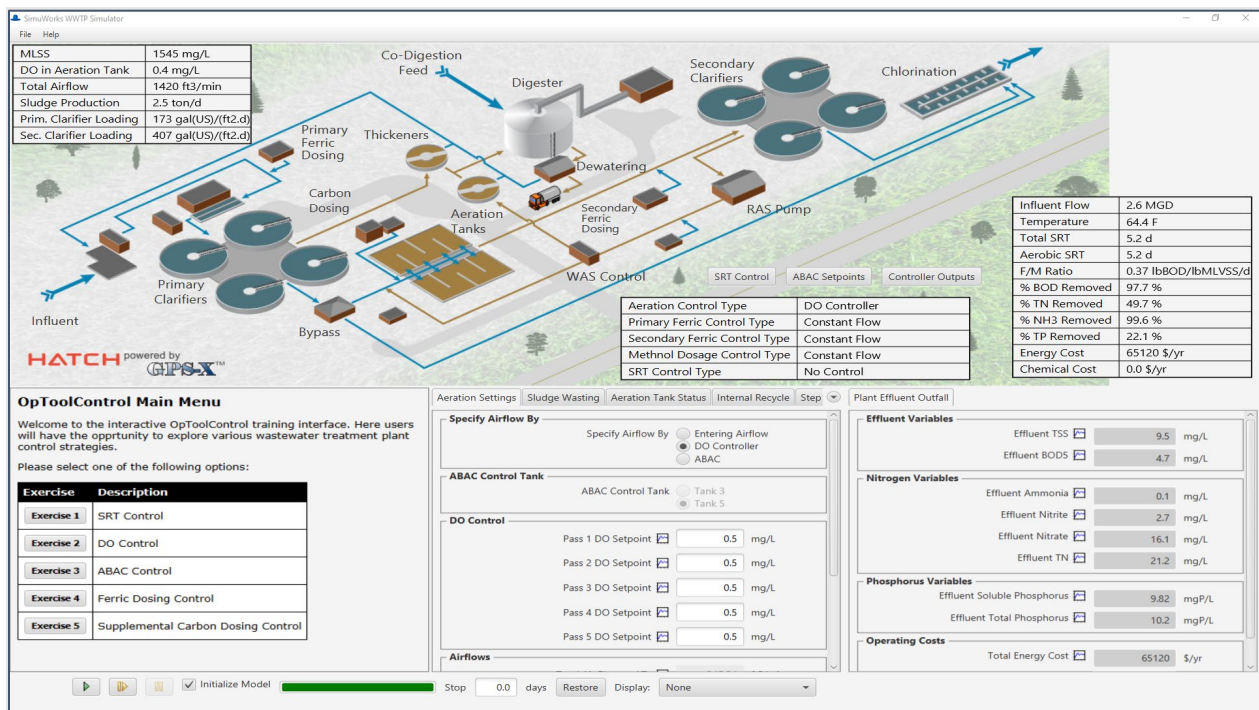 SimuWorks WWTP Simulator
File Help
MLSS 1545 mg/L
DO in Aeration Tank 0.4 mg/L
Total Airflow 1420 ft3/min
Sludge Production 2.5 ton/d
Prim. Clarifier Loading 173 gal(US)/(ft2.d)
Sec. Clarifier Loading 407 gal(US)/(ft2.d)
Co-Digestion
Feed
Digester
Secondary
Clarifiers
Chlorination
Primary
Ferric
Dosing
Thickeners
Dewatering
Carbon
Dosing
Aeration
Tanks
Secondary
Ferric
Dosing
RAS Pump
WAS Control
Primary
Clarifiers
Influent
Bypass
HATCH powered by
GPS-X™
SRT Control ABAC Setpoints Controller Outputs
Aeration Control Type DO Controller
Primary Ferric Control Type Constant Flow
Secondary Ferric Control Type Constant Flow
Methnol Dosage Control Type Constant Flow
SRT Control Type No Control
Influent Flow 2.6 MGD
Temperature 64.4 F
Total SRT 5.2 d
Aerobic SRT 5.2 d
F/M Ratio 0.37 lbBOD/lbMLVSS/d
% BOD Removed 97.7 %
% TN Removed 49.7 %
% NH3 Removed 99.6 %
% TP Removed 22.1 %
Energy Cost 65120 $/yr
Chemical Cost 0.0 $/yr
OpToolControl Main Menu
Welcome to the interactive OpToolControl training interface. Here users
will have the opprtunity to explore various wastewater treatment plant
control strategies.
Please select one of the following options:
Exercise Description
Exercise 1 SRT Control
Exercise 2 DO Control
Exercise 3 ABAC Control
Exercise 4 Ferric Dosing Control
Exercise 5 Supplemental Carbon Dosing Control
Aeration Settings Sludge Wasting Aeration Tank Status Internal Recycle Step
Specify Airflow By
Specify Airflow By Entering Airflow
DO Controller
ABAC
ABAC Control Tank
ABAC Control Tank Tank 3
Tank 5
DO Control
Pass 1 DO Setpoint 0.5 mg/L
Pass 2 DO Setpoint 0.5 mg/L
Pass 3 DO Setpoint 0.5 mg/L
Pass 4 DO Setpoint 0.5 mg/L
Pass 5 DO Setpoint 0.5 mg/L
Airflows
Plant Effluent Outfall
Effluent Variables
Effluent TSS 9.5 mg/L
Effluent BOD5 4.7 mg/L
Nitrogen Variables
Effluent Ammonia 0.1 mg/L
Effluent Nitrite 2.7 mg/L
Effluent Nitrate 16.1 mg/L
Effluent TN 21.2 mg/L
Phosphorus Variables
Effluent Soluble Phosphorus 9.82 mgP/L
Effluent Total Phosphorus 10.2 mgP/L
Operating Costs
Total Energy Cost 65120 $/yr
Initialize Model Stop 0.0 days Restore Display: None